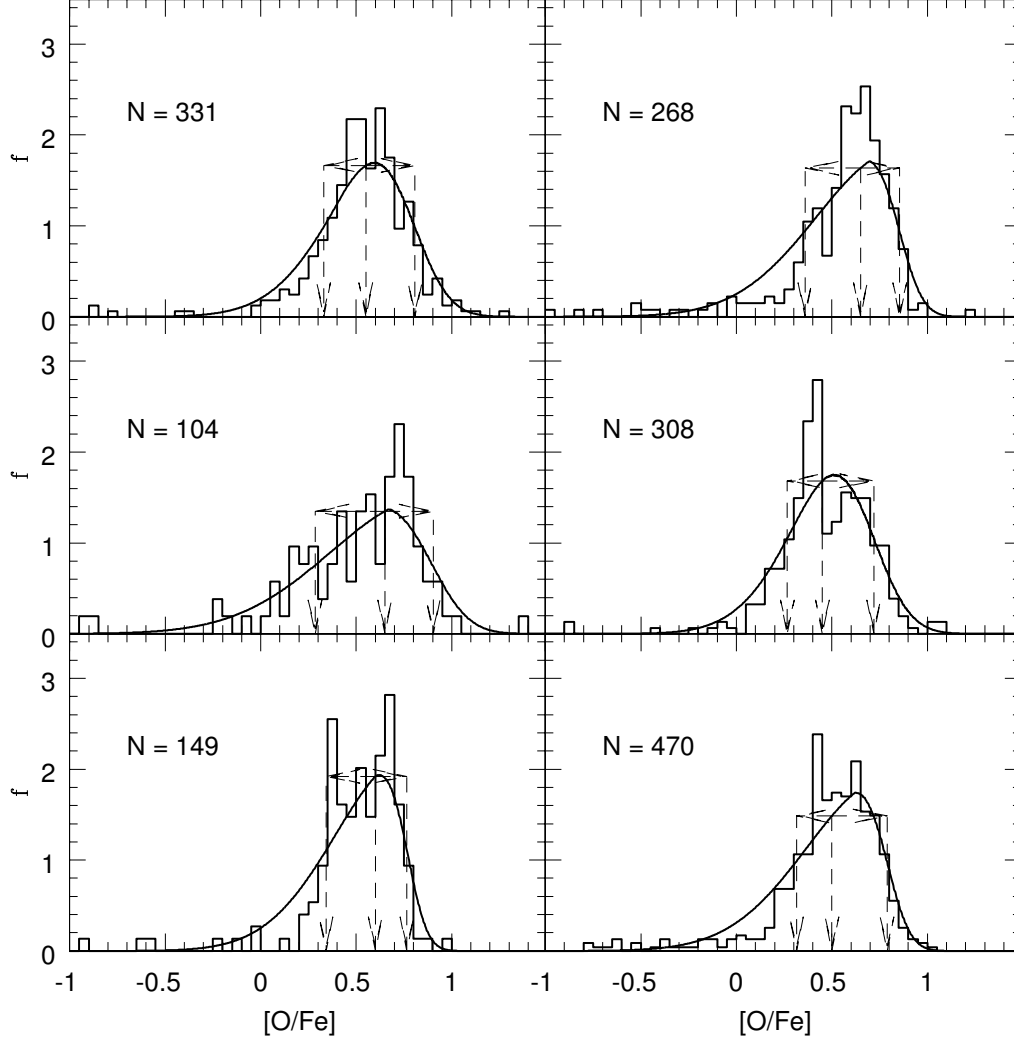 3
2
1
0
f
N = 331
N = 268
3
2
1
0
f
N = 104
N = 308
3
2
1
0
f
N = 149
N = 470
-1 -0.5 0 0.5 1 -1 -0.5 0 0.5 1
[O/Fe] [O/Fe]